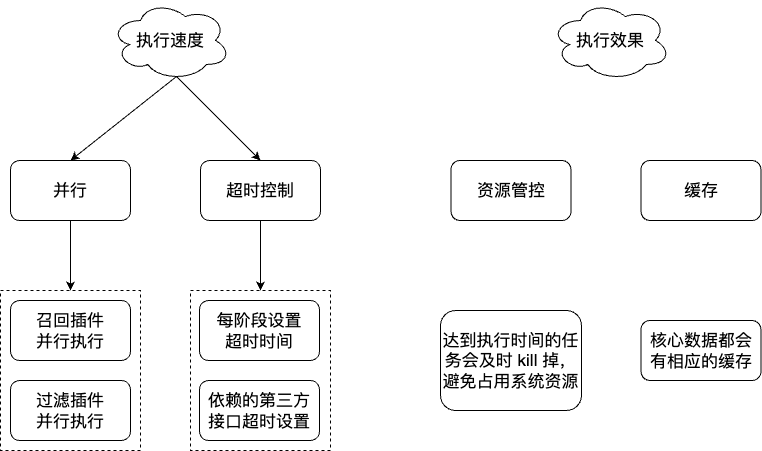 执行速度
执行效果
并行
超时控制
资源管控
缓存
召回插件
并行执行
过滤插件
并行执行
每阶段设置
超时时间
依赖的第三方
接口超时设置
达到执行时间的任
务会及时 kill 掉，
避免占用系统资源
核心数据都会
有相应的缓存